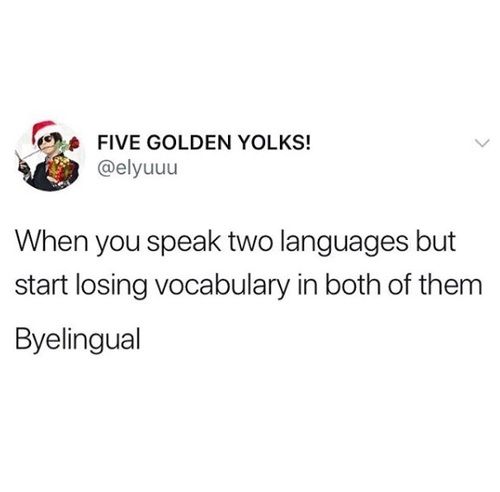 FIVE GOLDEN YOLKS!
@elyuuu
When you speak two languages but
start losing vocabulary in both of them
Byelingual